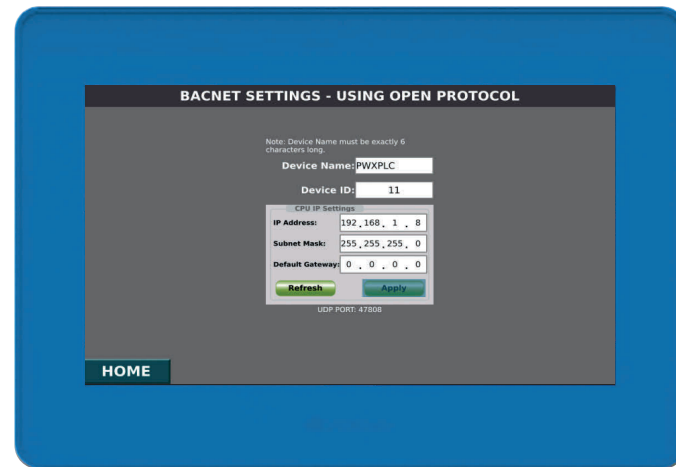 BACNET SETTINGS - USING OPEN PROTOCOL
Note: Device Name must be exactly 6
characters long.
Device Name: PWXPLC
Device ID: 11
CPU IP Settings
IP Address: 192 . 168 . 1 . 8
Subnet Mask: 255 . 255 . 255 . 0
Default Gateway: 0 . 0 . 0 . 0
Refresh Apply
UDP PORT: 47808
HOME